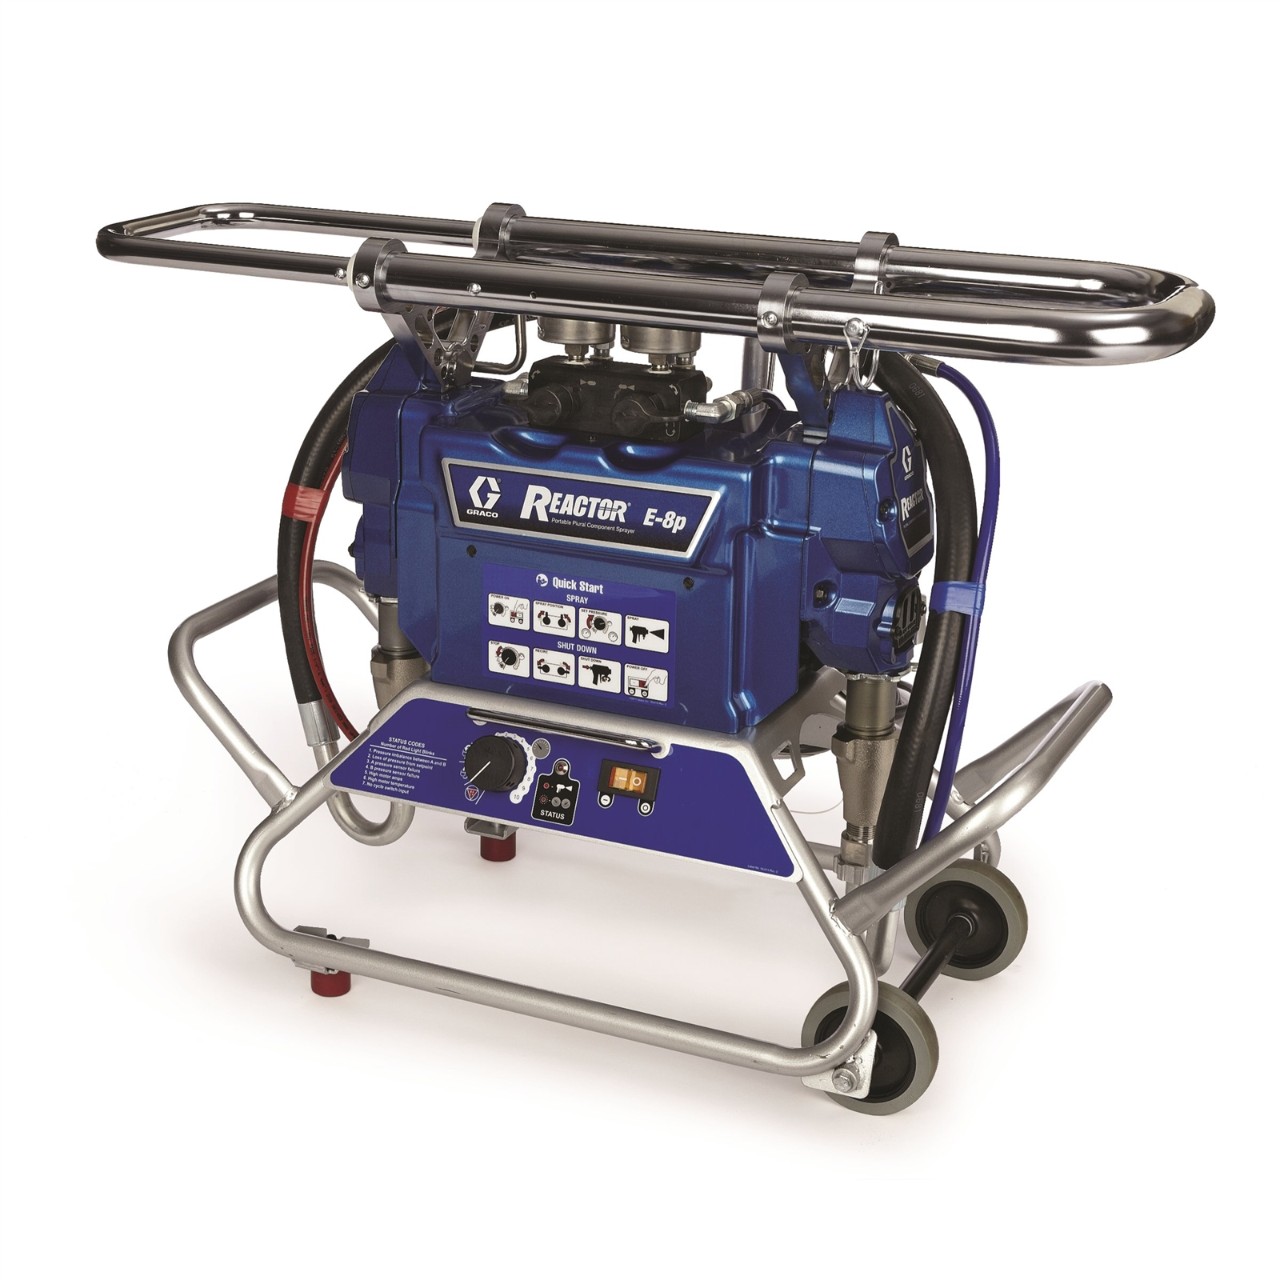 GRACO
REACTOR®
E-8p
Portable Plural Component Sprayer
GRACO
REACTOR
Quick Start
SPRAY
POWER ON
SPRAY POSITION
SET PRESSURE
SPRAY
SHUT DOWN
STOP
RECIRC
SHUT DOWN
POWER OFF
STATUS CODES
Number of Red Light Blinks
1. Pressure imbalance between A and B
2. Loss of pressure from setpoint
3. A pressure sensor failure
4. B pressure sensor failure
5. High motor amps
6. High motor temperature
7. No cycle switch input
STATUS